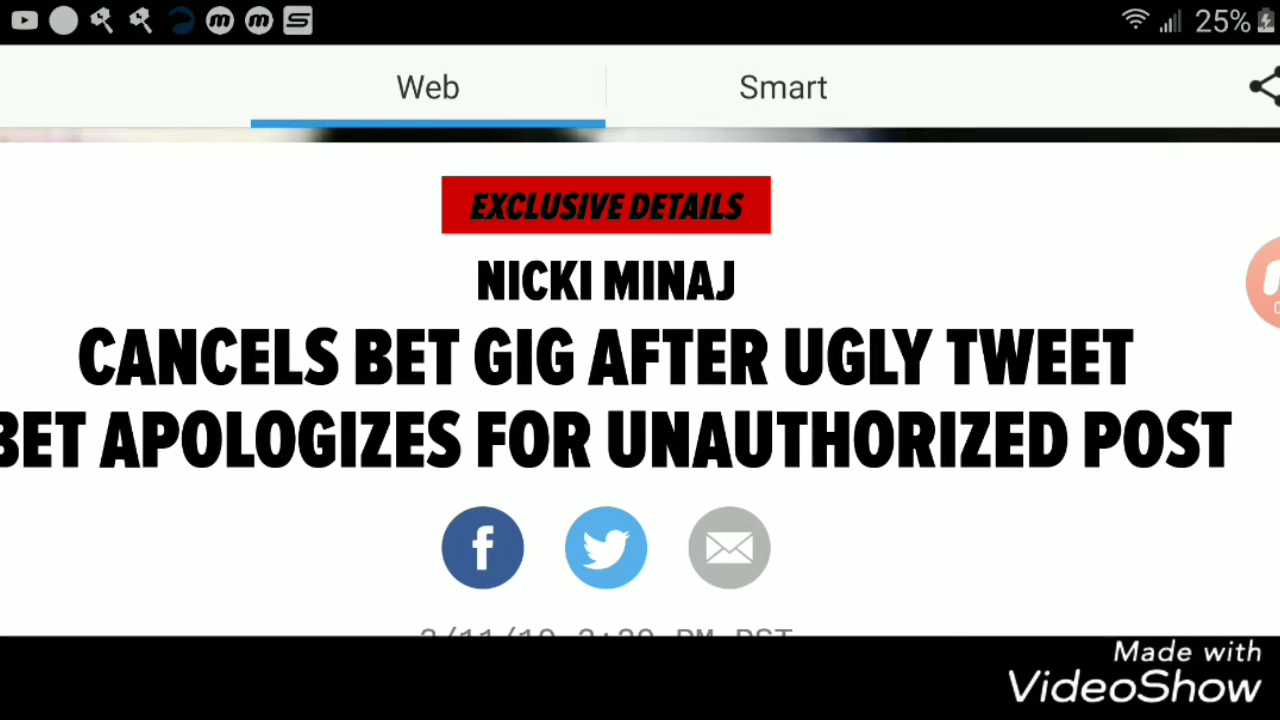 25%
Web Smart
EXCLUSIVE DETAILS
NICKI MINAJ
CANCELS BET GIG AFTER UGLY TWEET
BET APOLOGIZES FOR UNAUTHORIZED POST
Made with
VideoShow